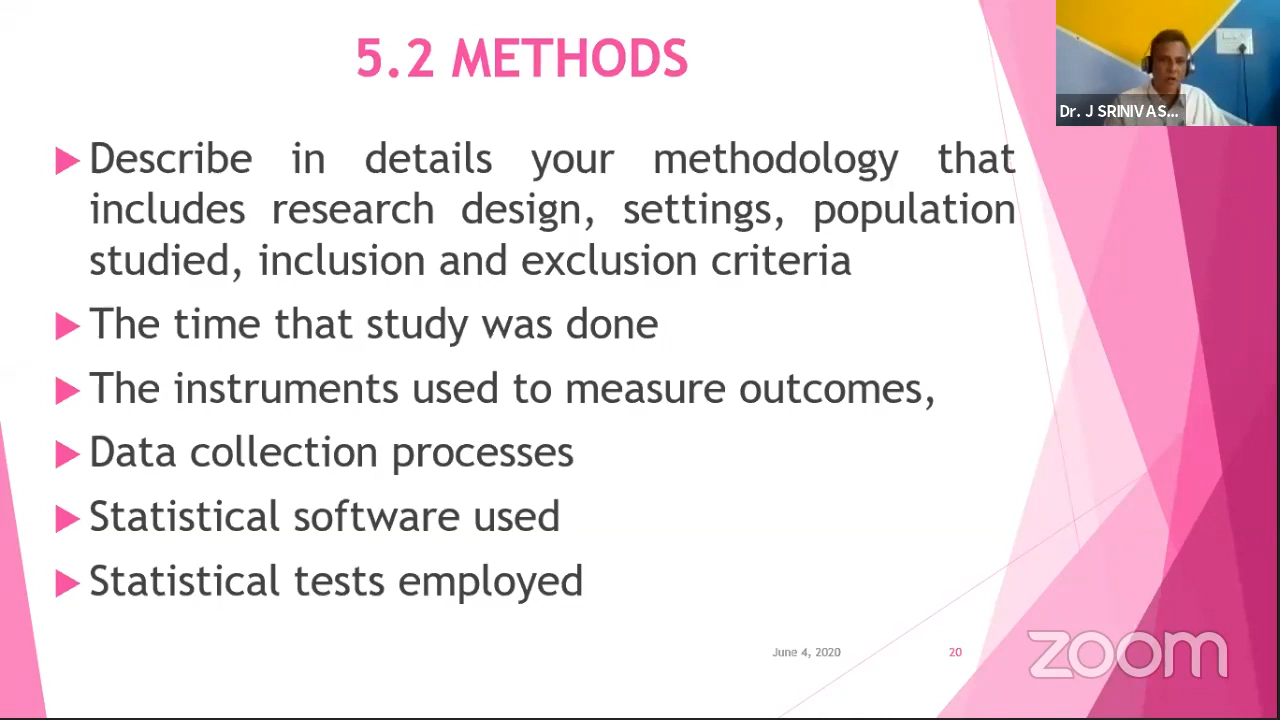 5.2 METHODS
Dr. J SRINIVAS...
Describe in details your methodology that
includes research design, settings, population
studied, inclusion and exclusion criteria
The time that study was done
The instruments used to measure outcomes,
Data collection processes
Statistical software used
Statistical tests employed
June 4, 2020
20
zoom